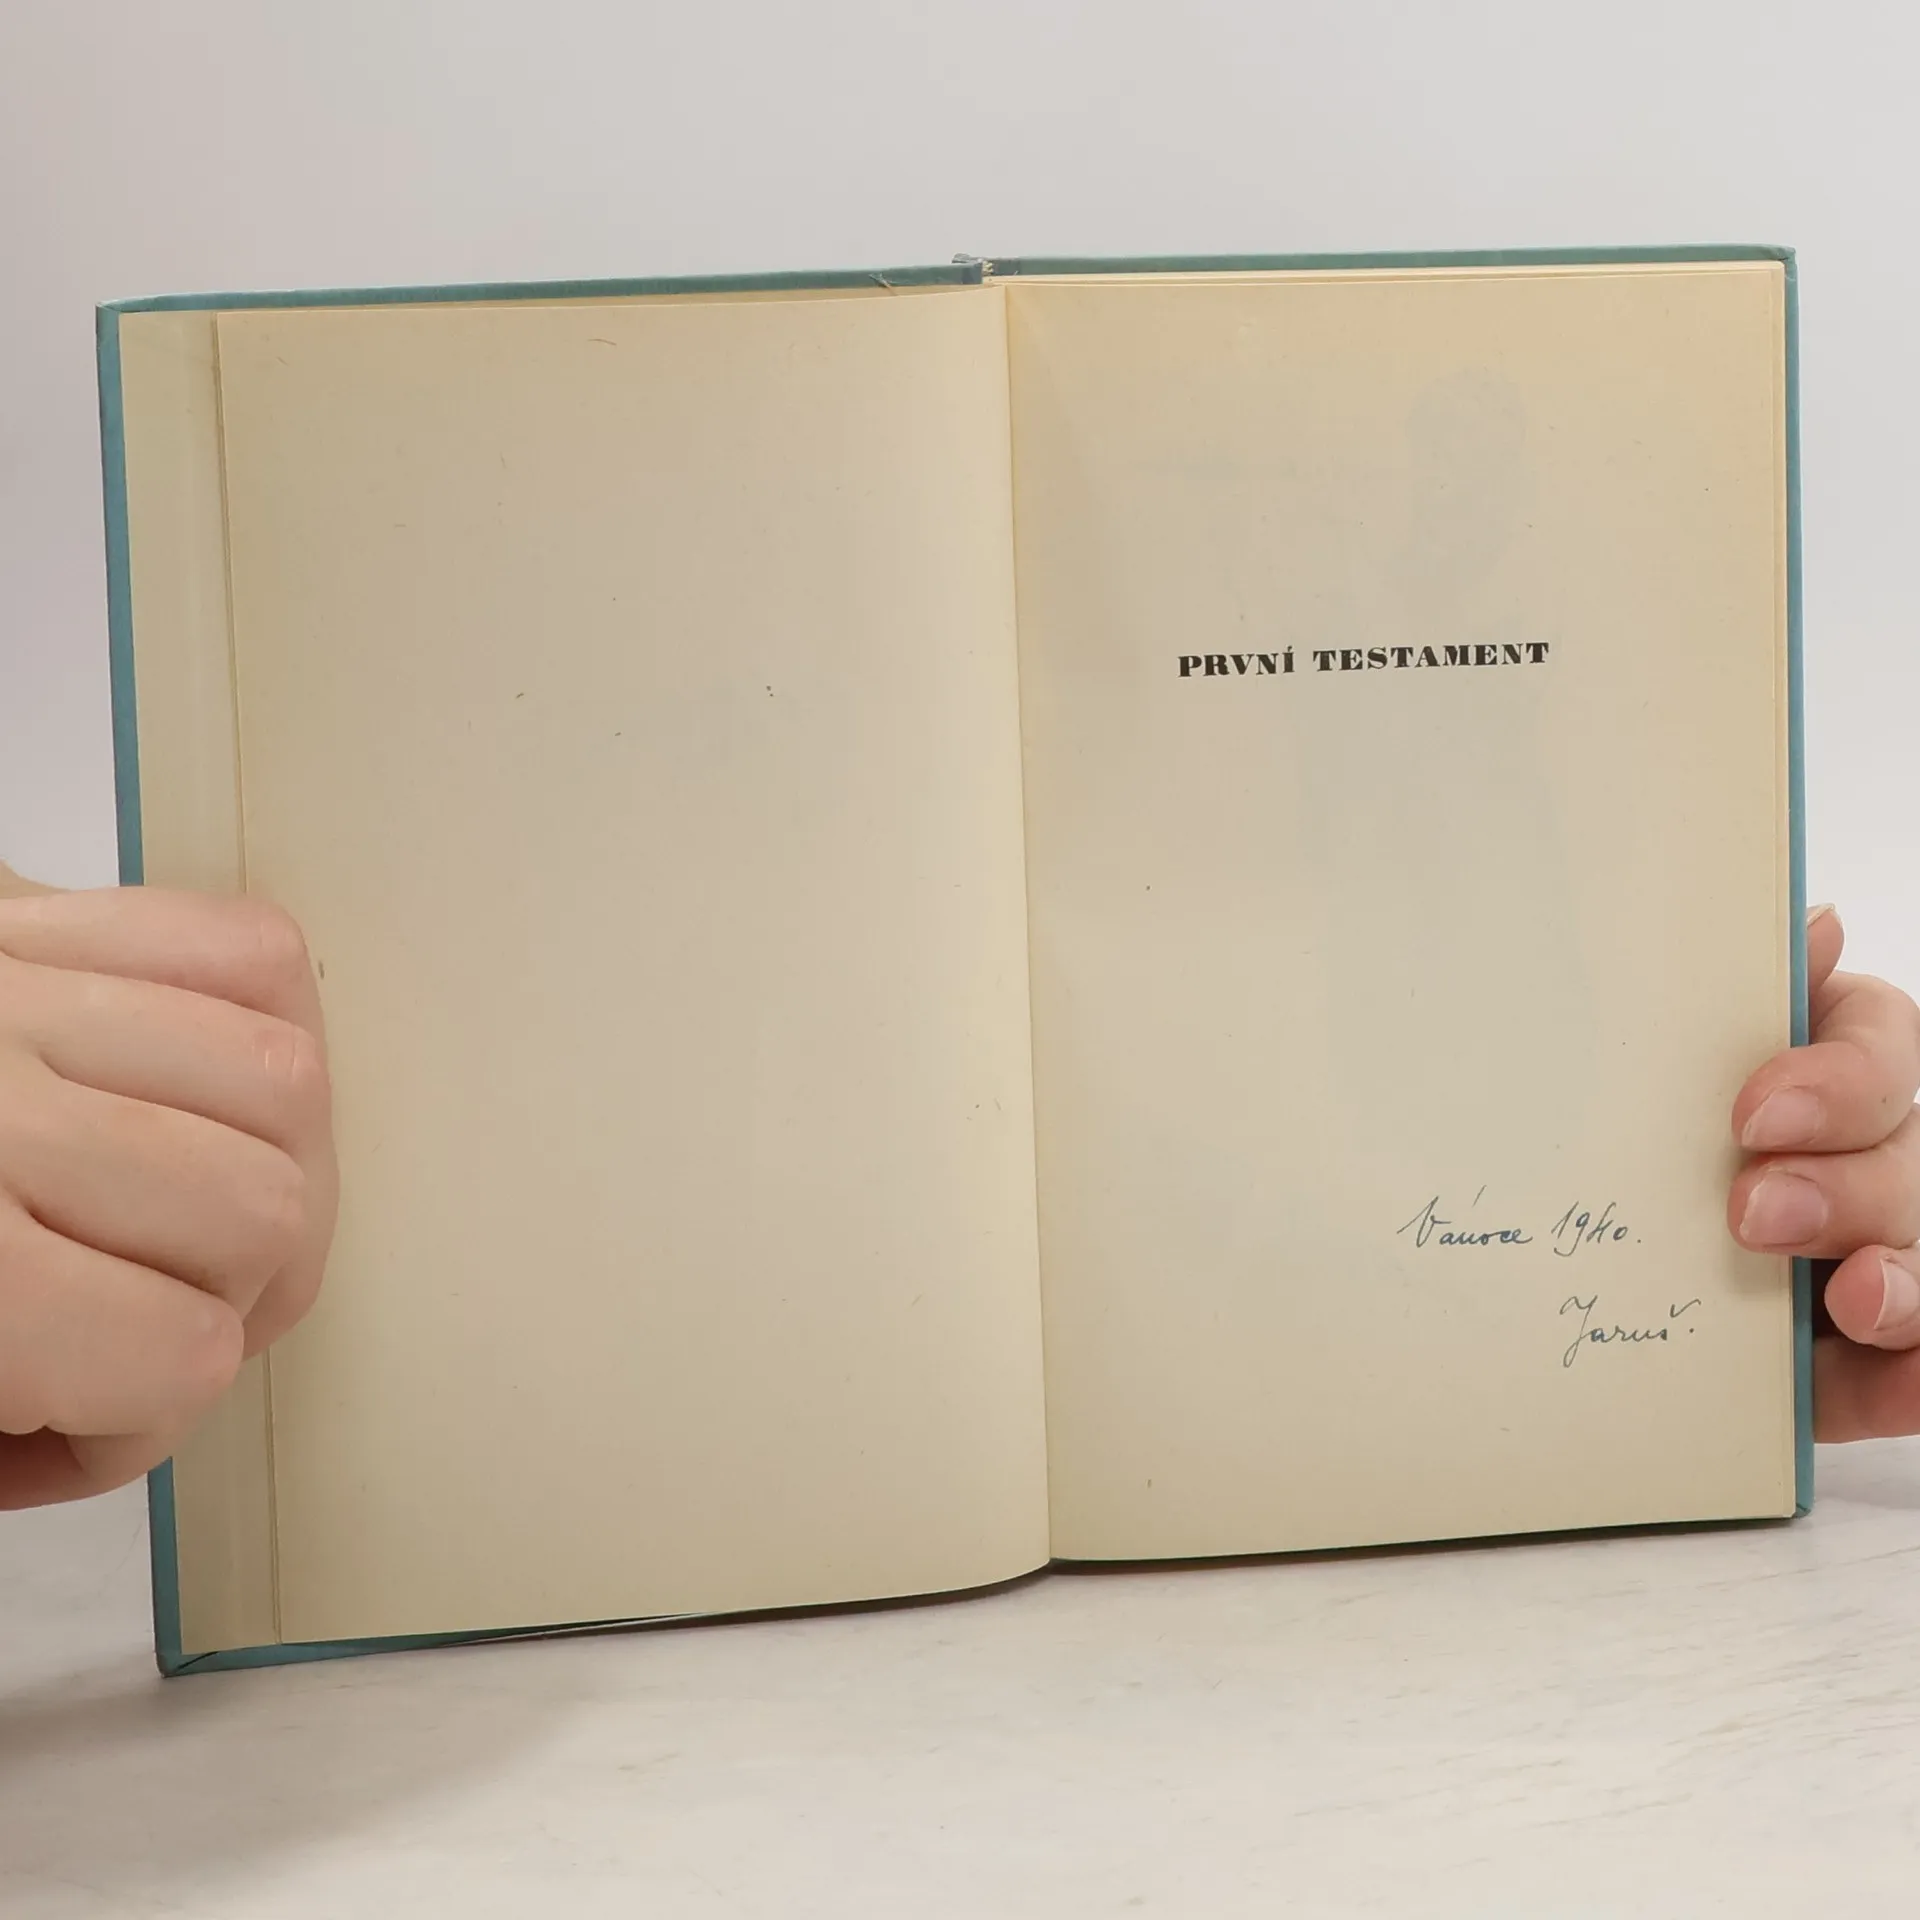 PRVNÍ TESTAMENT
Vánoce 1940.
Jaruš.